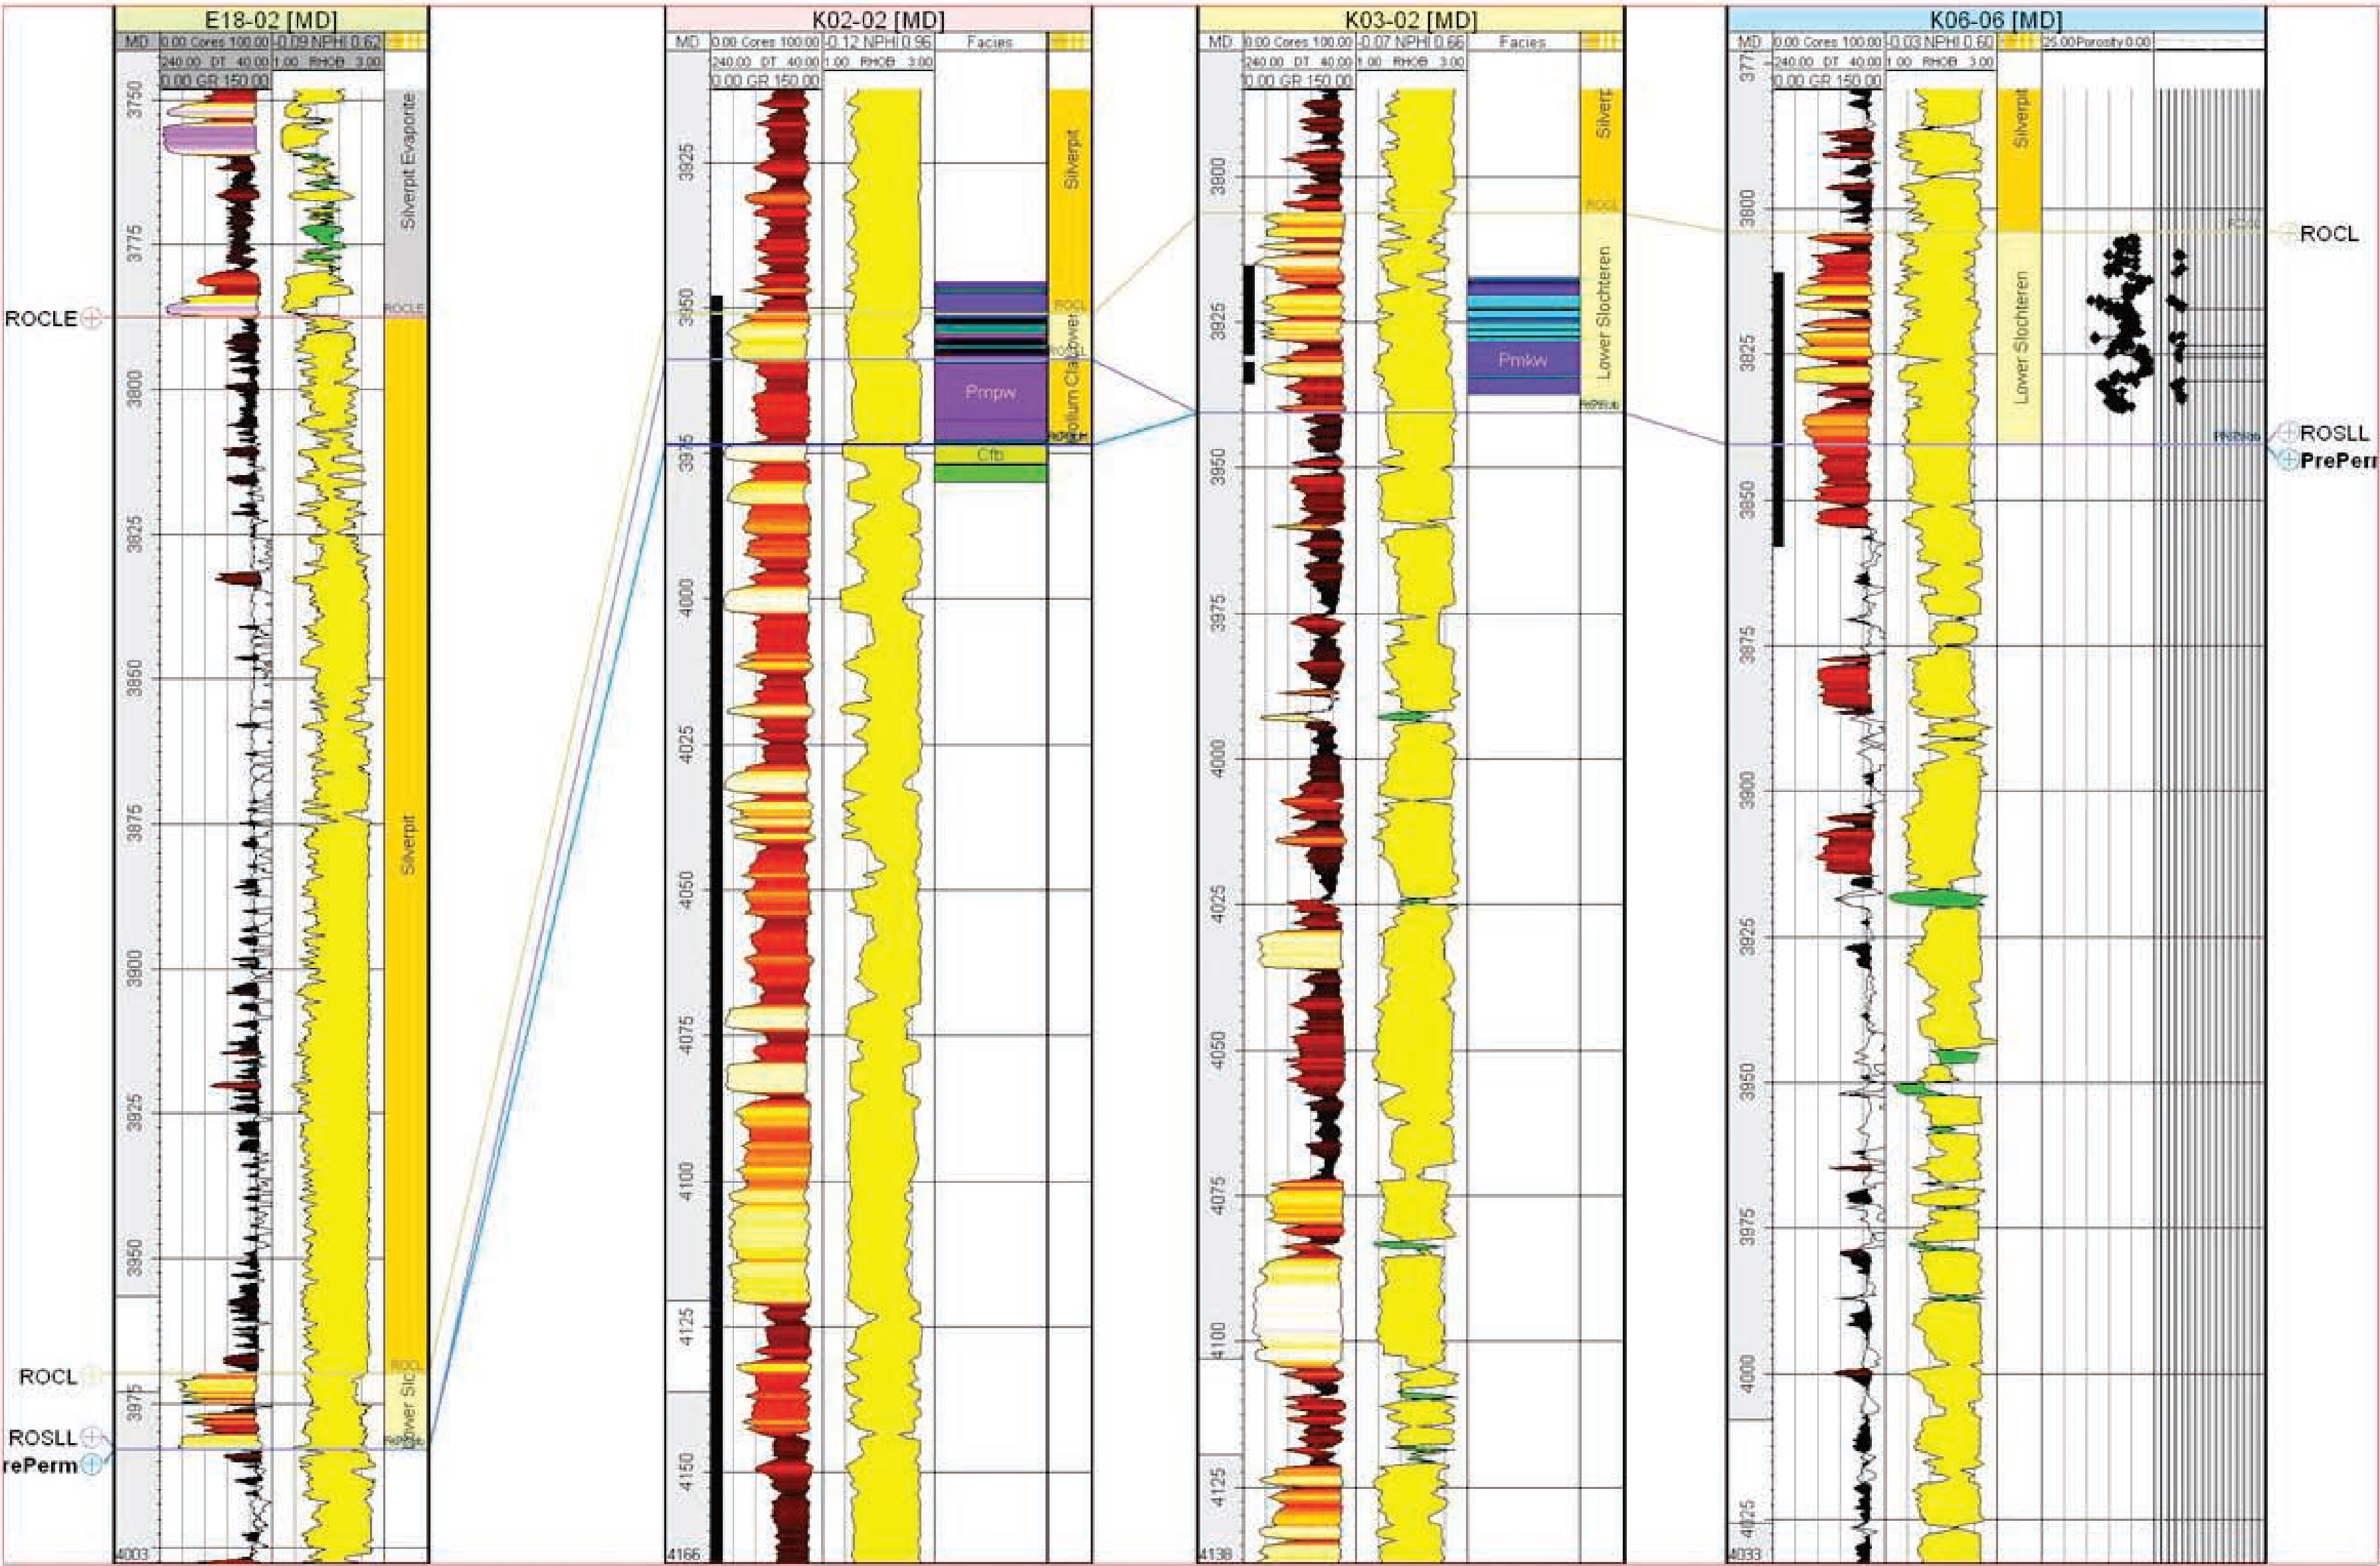 E18-02 [MD]
MD 0.00 Cores 100.00 -0.09 NPHI 0.62
240.00 DT 40.00 1.00 RHOB 3.00
0.00 GR 150.00
3750
3775
3800
3825
3850
3875
3900
3925
3950
3975
4003
Silverpit Evaporite
ROCLE
Silverpit
ROCL
Lower Slo
ROCLE
ROCL
ROSLL
rePerm
K02-02 [MD]
MD 0.00 Cores 100.00 -0.12 NPHI 0.96 Facies
240.00 DT 40.00 1.00 RHOB 3.00
0.00 GR 150.00
3925
3950
3975
4000
4025
4050
4075
4100
4125
4150
4166
Prnpw
Cfb
Silverpit
ROCL
K03-02 [MD]
MD 0.00 Cores 100.00 -0.07 NPHI 0.66 Facies
240.00 DT 40.00 1.00 RHOB 3.00
0.00 GR 150.00
3900
3925
3950
3975
4000
4025
4050
4075
4100
4125
4138
Pmkw
Silverp
ROCL
Lower Slochteren
K06-06 [MD]
MD 0.00 Cores 100.00 -0.03 NPHI 0.60 25.00 Porosity 0.00
240.00 DT 40.00 1.00 RHOB 3.00
0.00 GR 150.00
377
3800
3825
3850
3875
3900
3925
3950
3975
4000
4025
4033
Silverpit
Lower Slochteren
ROCL
ROSLL
PrePerr